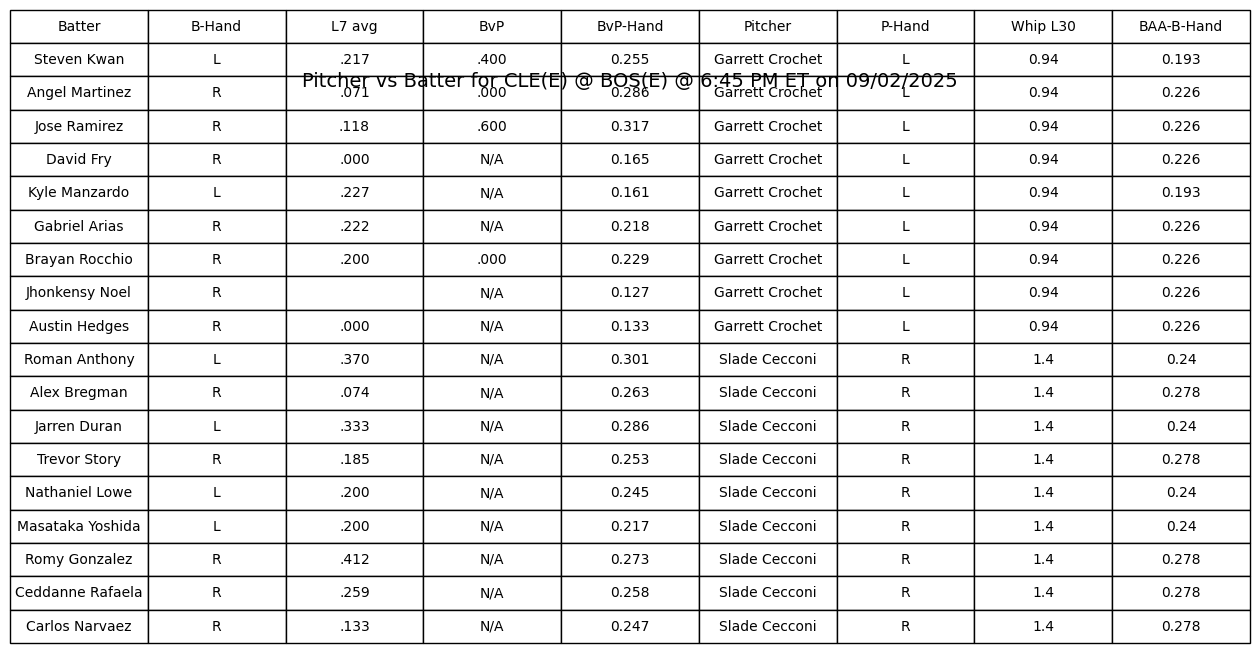 Batter B-Hand L7 avg BvP BvP-Hand Pitcher P-Hand Whip L30 BAA-B-Hand
Steven Kwan L .217 .400 0.255 Garrett Crochet L 0.94 0.193
Pitcher vs Batter for CLE(E) @ BOS(E) @ 6:45 PM ET on 09/02/2025
Angel Martinez R .071 .000 0.286 Garrett Crochet L 0.94 0.226
Jose Ramirez R .118 .600 0.317 Garrett Crochet L 0.94 0.226
David Fry R .000 N/A 0.165 Garrett Crochet L 0.94 0.226
Kyle Manzardo L .227 N/A 0.161 Garrett Crochet L 0.94 0.193
Gabriel Arias R .222 N/A 0.218 Garrett Crochet L 0.94 0.226
Brayan Rocchio R .200 .000 0.229 Garrett Crochet L 0.94 0.226
Jhonkensy Noel R N/A 0.127 Garrett Crochet L 0.94 0.226
Austin Hedges R .000 N/A 0.133 Garrett Crochet L 0.94 0.226
Roman Anthony L .370 N/A 0.301 Slade Cecconi R 1.4 0.24
Alex Bregman R .074 N/A 0.263 Slade Cecconi R 1.4 0.278
Jarren Duran L .333 N/A 0.286 Slade Cecconi R 1.4 0.24
Trevor Story R .185 N/A 0.253 Slade Cecconi R 1.4 0.278
Nathaniel Lowe L .200 N/A 0.245 Slade Cecconi R 1.4 0.24
Masataka Yoshida L .200 N/A 0.217 Slade Cecconi R 1.4 0.24
Romy Gonzalez R .412 N/A 0.273 Slade Cecconi R 1.4 0.278
Ceddanne Rafaela R .259 N/A 0.258 Slade Cecconi R 1.4 0.278
Carlos Narvaez R .133 N/A 0.247 Slade Cecconi R 1.4 0.278